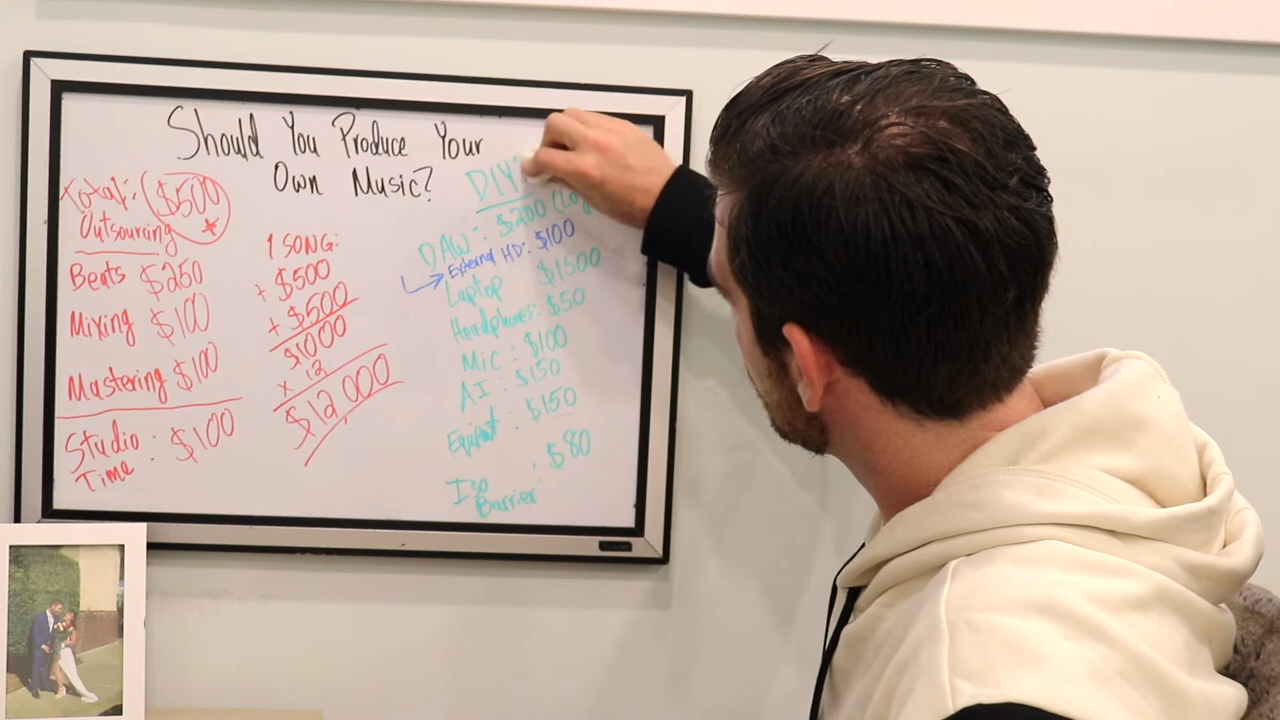 Should You Produce Your
Own Music?
Total: $500 *
Outsourcing
Beats $250
Mixing $100
Mastering $100
Studio : $100
Time
1 SONG:
+ $500
+ $500
$1000
x 12
$12,000
DIY
DAW: $200 (Log
External HD: $100
Laptop $1500
Headphones: $50
Mic: $100
AI: $150
Equipt: $150
Iso : $80
Barrier